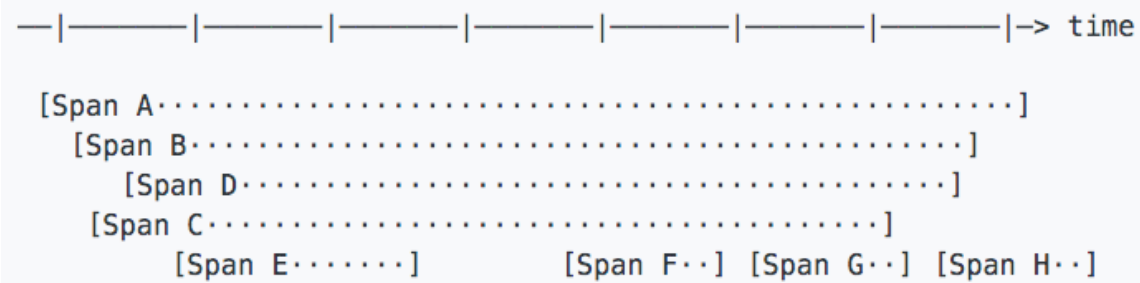 ——|———————|———————|———————|———————|———————|———————|———————|—> time
[Span A···················································]
[Span B··············································]
[Span D··········································]
[Span C········································]
[Span E·······] [Span F··] [Span G··] [Span H··]